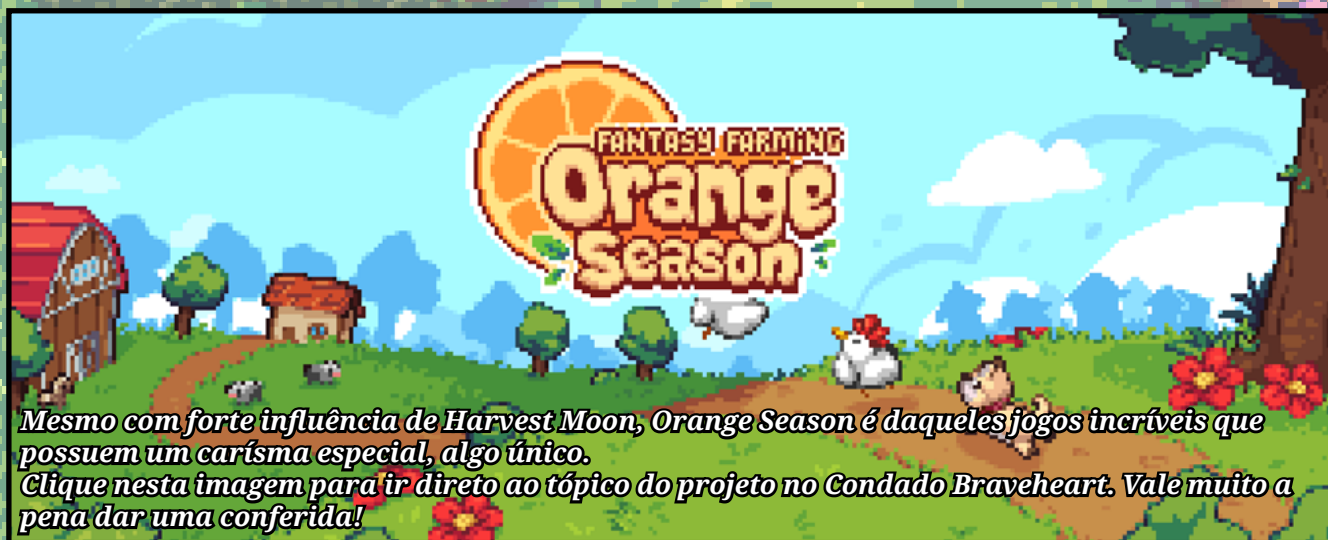 FANTASY FARMING
Orange
Season
Mesmo com forte influência de Harvest Moon, Orange Season é daqueles jogos incríveis que
possuem um carísma especial, algo único.
Clique nesta imagem para ir direto ao tópico do projeto no Condado Braveheart. Vale muito a
pena dar uma conferida!